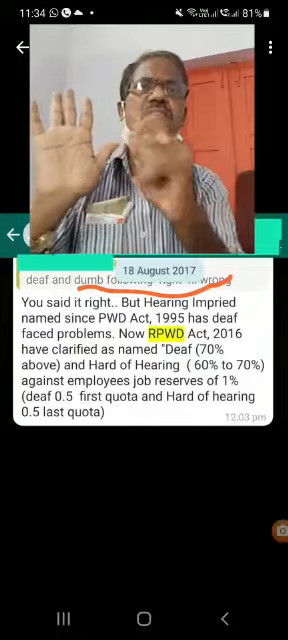 11:34
81%
18 August 2017
deaf and dumb following right or wrong
You said it right.. But Hearing Impried
named since PWD Act, 1995 has deaf
faced problems. Now RPWD Act, 2016
have clarified as named "Deaf (70%
above) and Hard of Hearing ( 60% to 70%)
against employees job reserves of 1%
(deaf 0.5 first quota and Hard of hearing
0.5 last quota)
12:03 pm